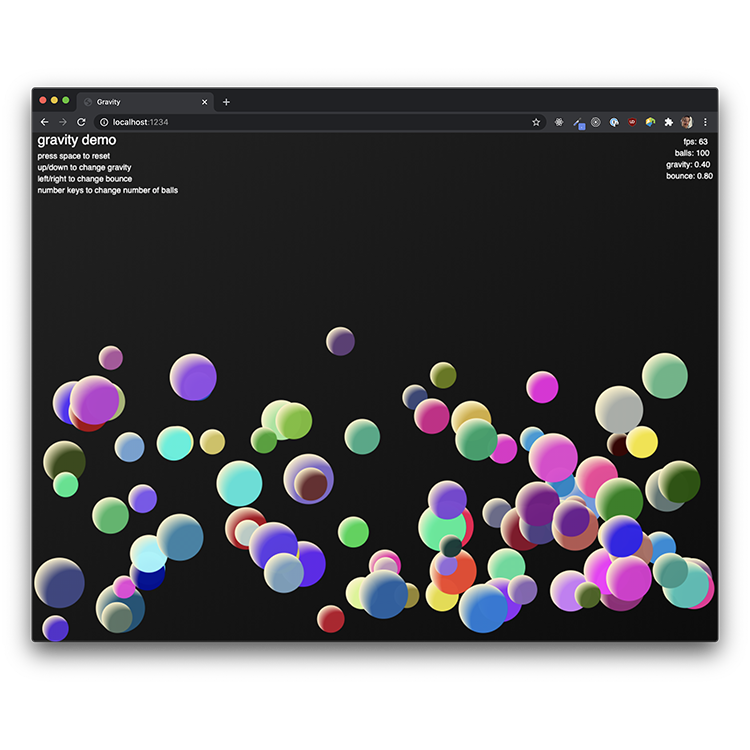 Gravity
localhost:1234
gravity demo
press space to reset
up/down to change gravity
left/right to change bounce
number keys to change number of balls
fps: 63
balls: 100
gravity: 0.40
bounce: 0.80